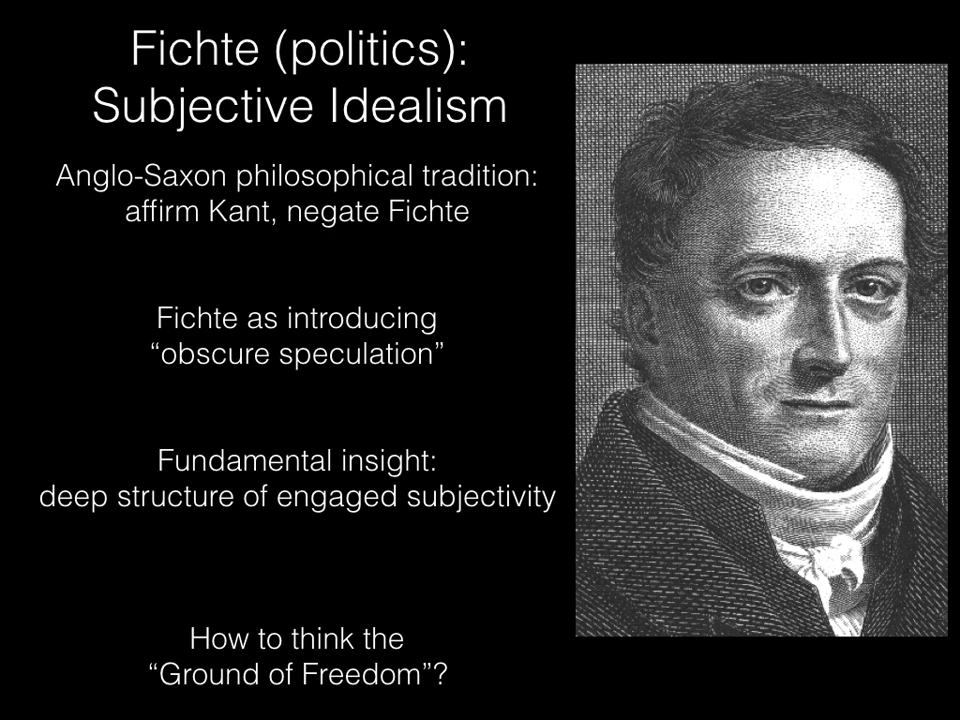 Fichte (politics):
Subjective Idealism
Anglo-Saxon philosophical tradition:
affirm Kant, negate Fichte
Fichte as introducing
“obscure speculation”
Fundamental insight:
deep structure of engaged subjectivity
How to think the
“Ground of Freedom”?